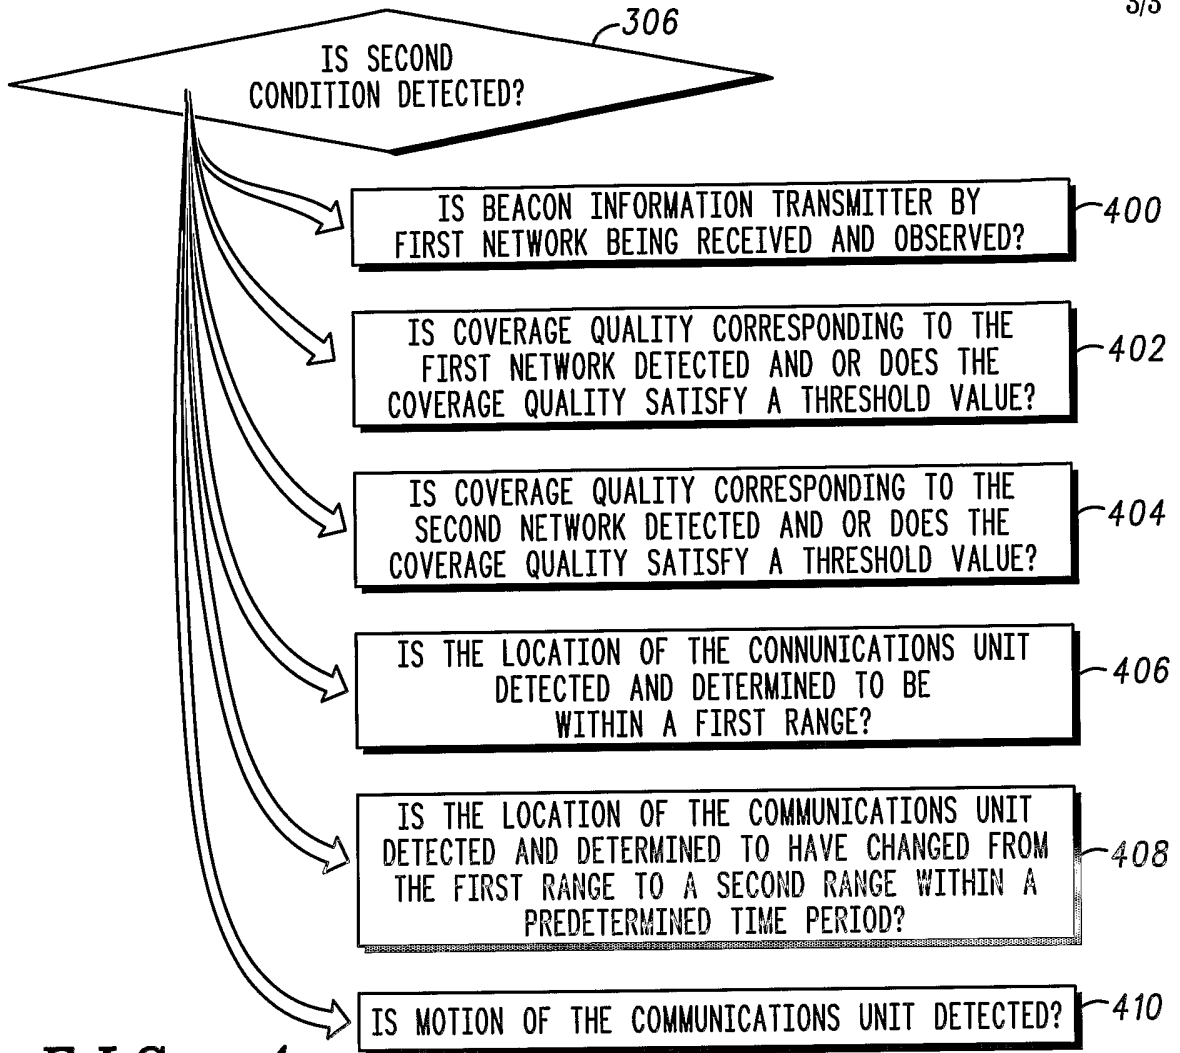 3/3
306
IS SECOND
CONDITION DETECTED?
IS BEACON INFORMATION TRANSMITTER BY
FIRST NETWORK BEING RECEIVED AND OBSERVED?
400
IS COVERAGE QUALITY CORRESPONDING TO THE
FIRST NETWORK DETECTED AND OR DOES THE
COVERAGE QUALITY SATISFY A THRESHOLD VALUE?
402
IS COVERAGE QUALITY CORRESPONDING TO THE
SECOND NETWORK DETECTED AND OR DOES THE
COVERAGE QUALITY SATISFY A THRESHOLD VALUE?
404
IS THE LOCATION OF THE CONNUNICATIONS UNIT
DETECTED AND DETERMINED TO BE
WITHIN A FIRST RANGE?
406
IS THE LOCATION OF THE COMMUNICATIONS UNIT
DETECTED AND DETERMINED TO HAVE CHANGED FROM
THE FIRST RANGE TO A SECOND RANGE WITHIN A
PREDETERMINED TIME PERIOD?
408
IS MOTION OF THE COMMUNICATIONS UNIT DETECTED?
410
FIG. 4